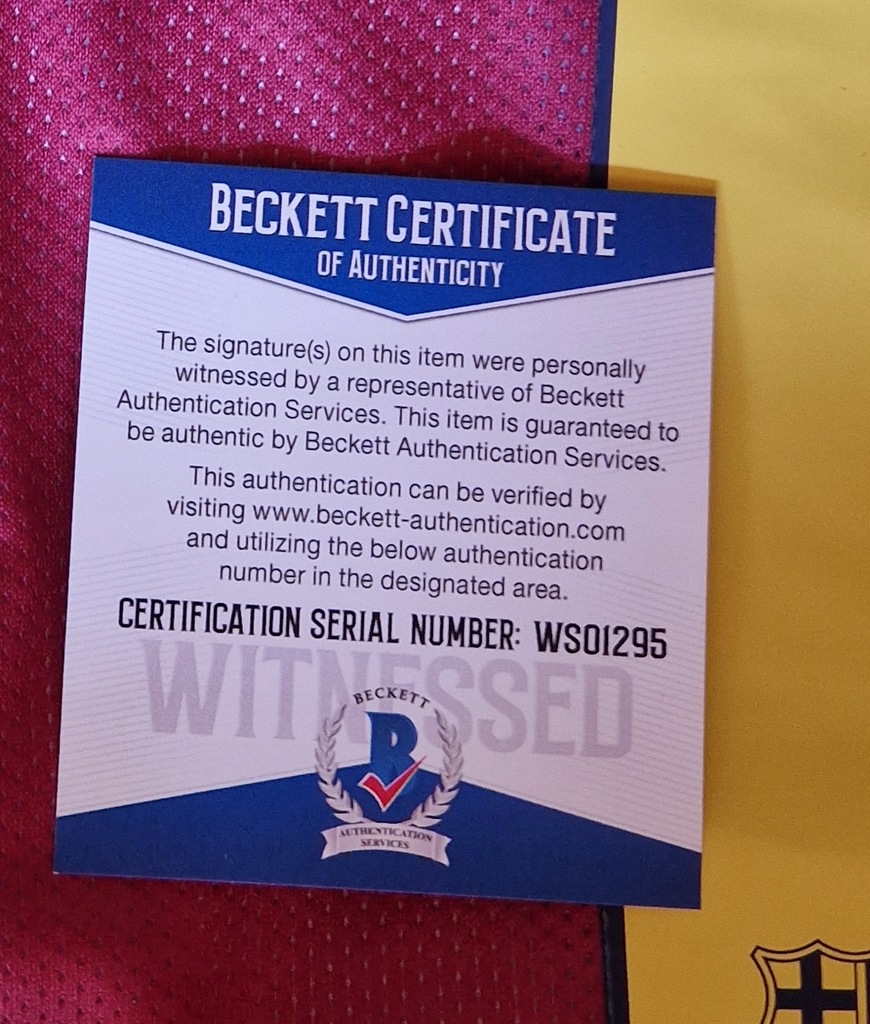 BECKETT CERTIFICATE
OF AUTHENTICITY
The signature(s) on this item were personally
witnessed by a representative of Beckett
Authentication Services. This item is guaranteed to
be authentic by Beckett Authentication Services.
This authentication can be verified by
visiting www.beckett-authentication.com
and utilizing the below authentication
number in the designated area.
CERTIFICATION SERIAL NUMBER: WS01295
WITNESSED
BECKETT
B
AUTHENTICATION
SERVICES